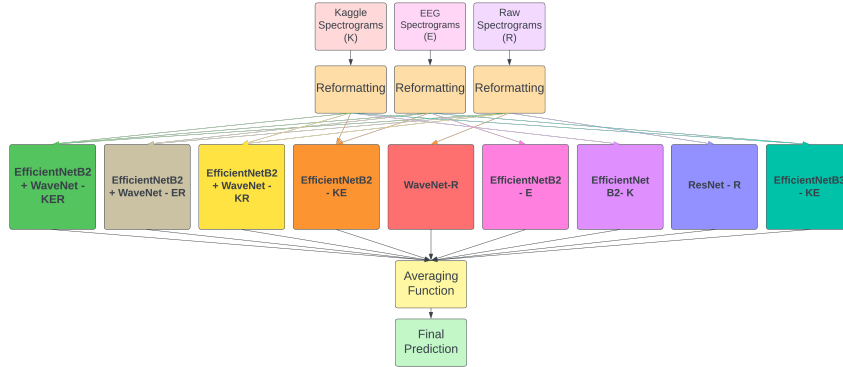 Kaggle
Spectrograms
(K)
EEG
Spectrograms
(E)
Raw
Spectrograms
(R)
Reformatting
Reformatting
Reformatting
EfficientNetB2
+ WaveNet -
KER
EfficientNetB2
+ WaveNet - ER
EfficientNetB2
+ WaveNet -
KR
EfficientNetB2
- KE
WaveNet-R
EfficientNetB2
- E
EfficientNet
B2- K
ResNet - R
EfficientNetB3
- KE
Averaging
Function
Final
Prediction